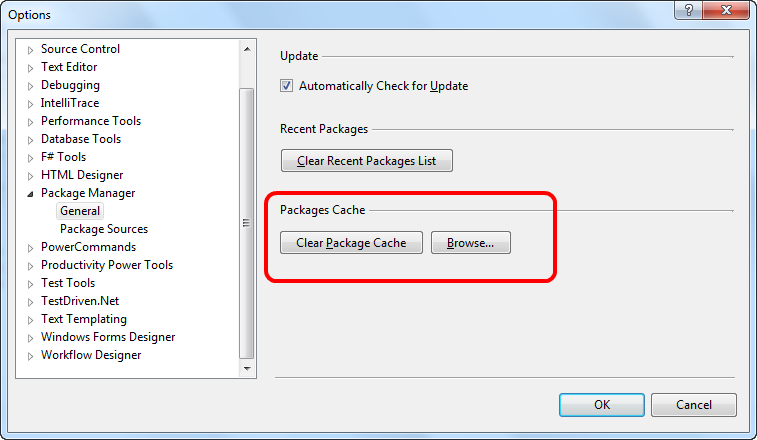 Options
Source Control
Text Editor
Debugging
IntelliTrace
Performance Tools
Database Tools
F# Tools
HTML Designer
Package Manager
General
Package Sources
PowerCommands
Productivity Power Tools
Test Tools
TestDriven.Net
Text Templating
Windows Forms Designer
Workflow Designer
Update
Automatically Check for Update
Recent Packages
Clear Recent Packages List
Packages Cache
Clear Package Cache Browse...
OK Cancel